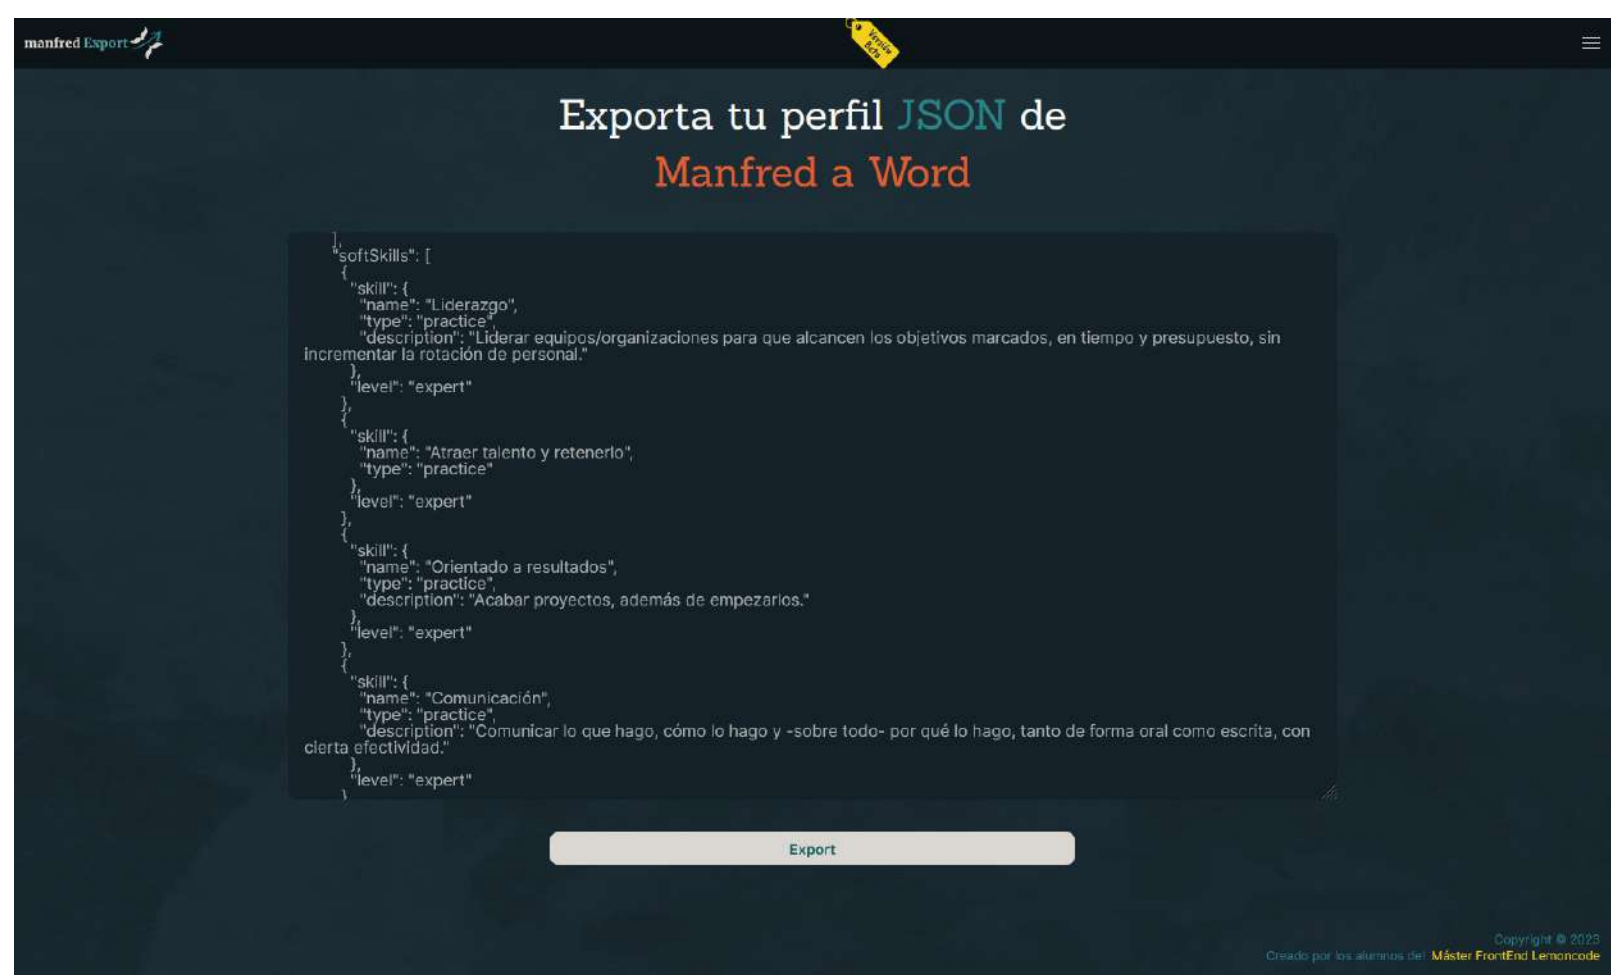 manfred Export
Versión
Beta
Exporta tu perfil JSON de
Manfred a Word
],
"softSkills": [
{
"skill": {
"name": "Liderazgo",
"type": "practice",
"description": "Liderar equipos/organizaciones para que alcancen los objetivos marcados, en tiempo y presupuesto, sin
incrementar la rotación de personal."
},
"level": "expert"
},
{
"skill": {
"name": "Atraer talento y retenerlo",
"type": "practice"
},
"level": "expert"
},
{
"skill": {
"name": "Orientado a resultados",
"type": "practice",
"description": "Acabar proyectos, además de empezarlos."
},
"level": "expert"
},
{
"skill": {
"name": "Comunicación",
"type": "practice",
"description": "Comunicar lo que hago, cómo lo hago y -sobre todo- por qué lo hago, tanto de forma oral como escrita, con
cierta efectividad."
},
"level": "expert"
}
Export
Copyright © 2023
Creado por los alumnos del Máster FrontEnd Lemoncode